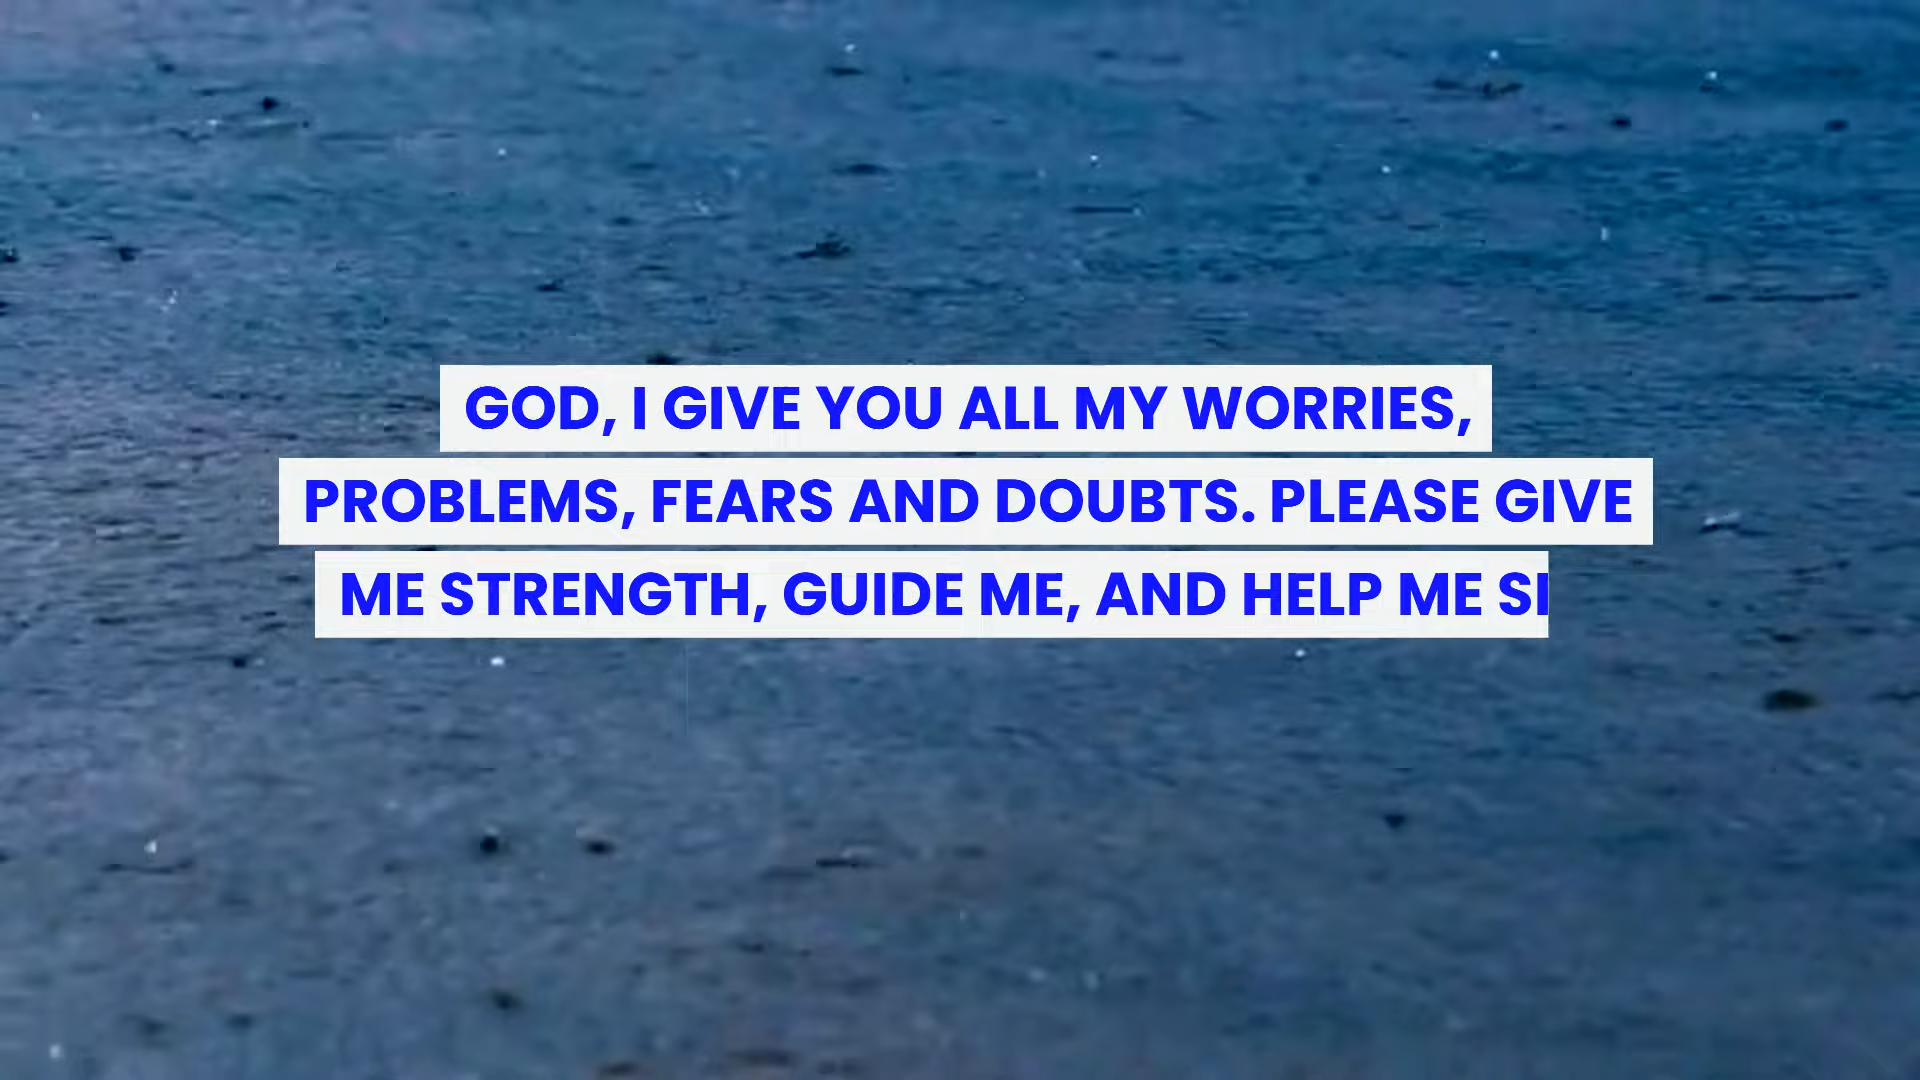 GOD, I GIVE YOU ALL MY WORRIES,
PROBLEMS, FEARS AND DOUBTS. PLEASE GIVE
ME STRENGTH, GUIDE ME, AND HELP ME